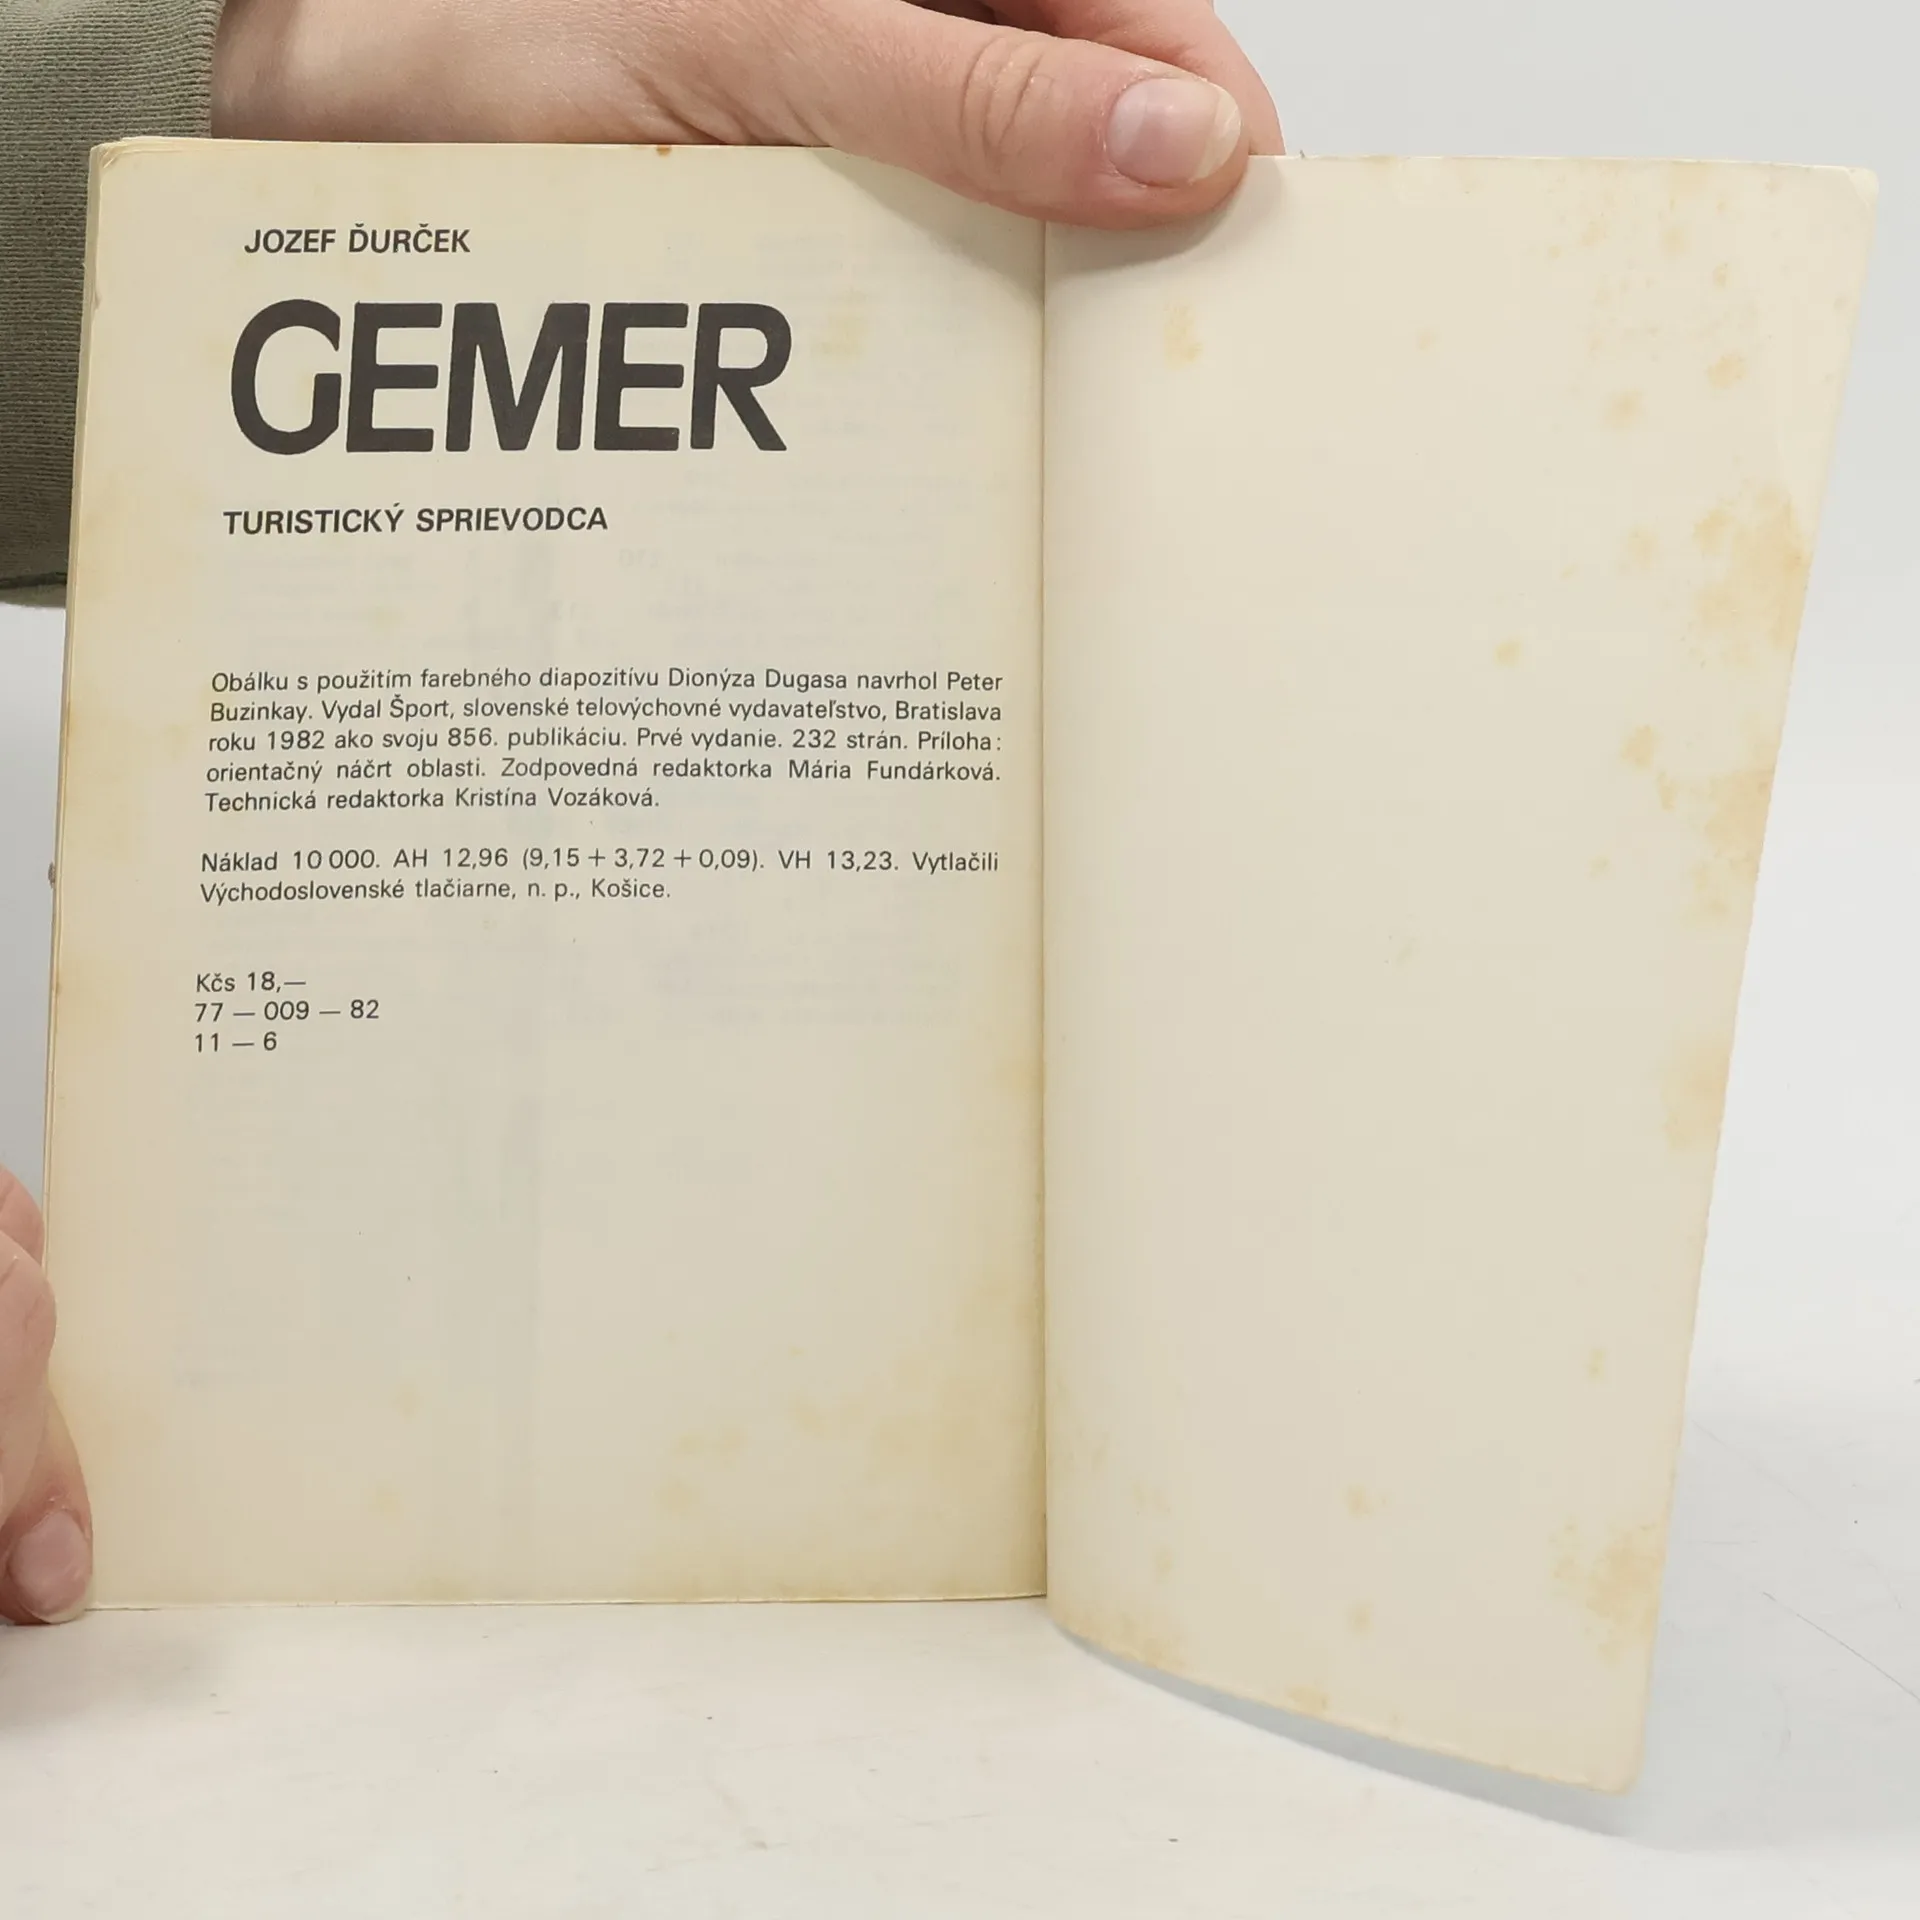 JOZEF ĎURČEK
GEMER
TURISTICKÝ SPRIEVODCA
Obálku s použitím farebného diapozitívu Dionýza Dugasa navrhol Peter
Buzinkay. Vydal Šport, slovenské telovýchovné vydavateľstvo, Bratislava
roku 1982 ako svoju 856. publikáciu. Prvé vydanie. 232 strán. Príloha:
orientačný náčrt oblasti. Zodpovedná redaktorka Mária Fundárková.
Technická redaktorka Kristína Vozáková.
Náklad 10 000. AH 12,96 (9,15 + 3,72 + 0,09). VH 13,23. Vytlačili
Východoslovenské tlačiarne, n. p., Košice.
Kčs 18,—
77 — 009 — 82
11 — 6